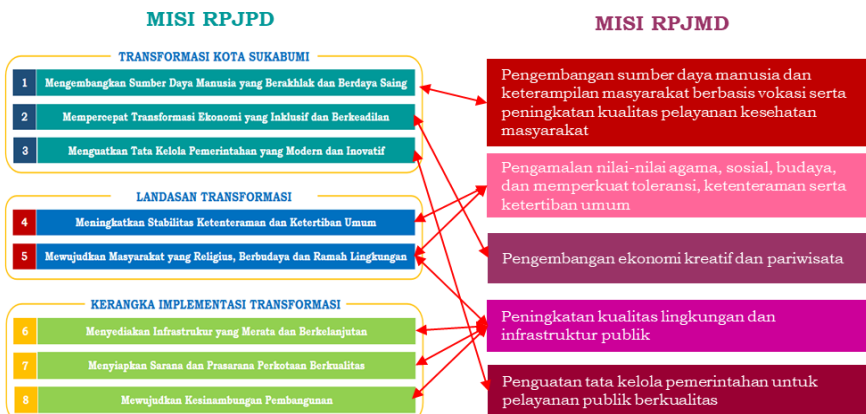 MISI RPJPD
TRANSFORMASI KOTA SUKABUMI
1 Mengembangkan Sumber Daya Manusia yang Berakhlak dan Berdaya Saing
2 Mempercepat Transformasi Ekonomi yang Inklusif dan Berkeadilan
3 Menguatkan Tata Kelola Pemerintahan yang Modern dan Inovatif
LANDASAN TRANSFORMASI
4 Meningkatkan Stabilitas Ketenteraman dan Ketertiban Umum
5 Mewujudkan Masyarakat yang Religius, Berbudaya dan Ramah Lingkungan
KERANGKA IMPLEMENTASI TRANSFORMASI
6 Menyediakan Infrastrukur yang Merata dan Berkelanjutan
7 Menyiapkan Sarana dan Prasarana Perkotaan Berkualitas
8 Mewujudkan Kesinambungan Pembangunan
MISI RPJMD
Pengembangan sumber daya manusia dan
keterampilan masyarakat berbasis vokasi serta
peningkatan kualitas pelayanan kesehatan
masyarakat
Pengamalan nilai-nilai agama, sosial, budaya,
dan memperkuat toleransi, ketenteraman serta
ketertiban umum
Pengembangan ekonomi kreatif dan pariwisata
Peningkatan kualitas lingkungan dan
infrastruktur publik
Penguatan tata kelola pemerintahan untuk
pelayanan publik berkualitas